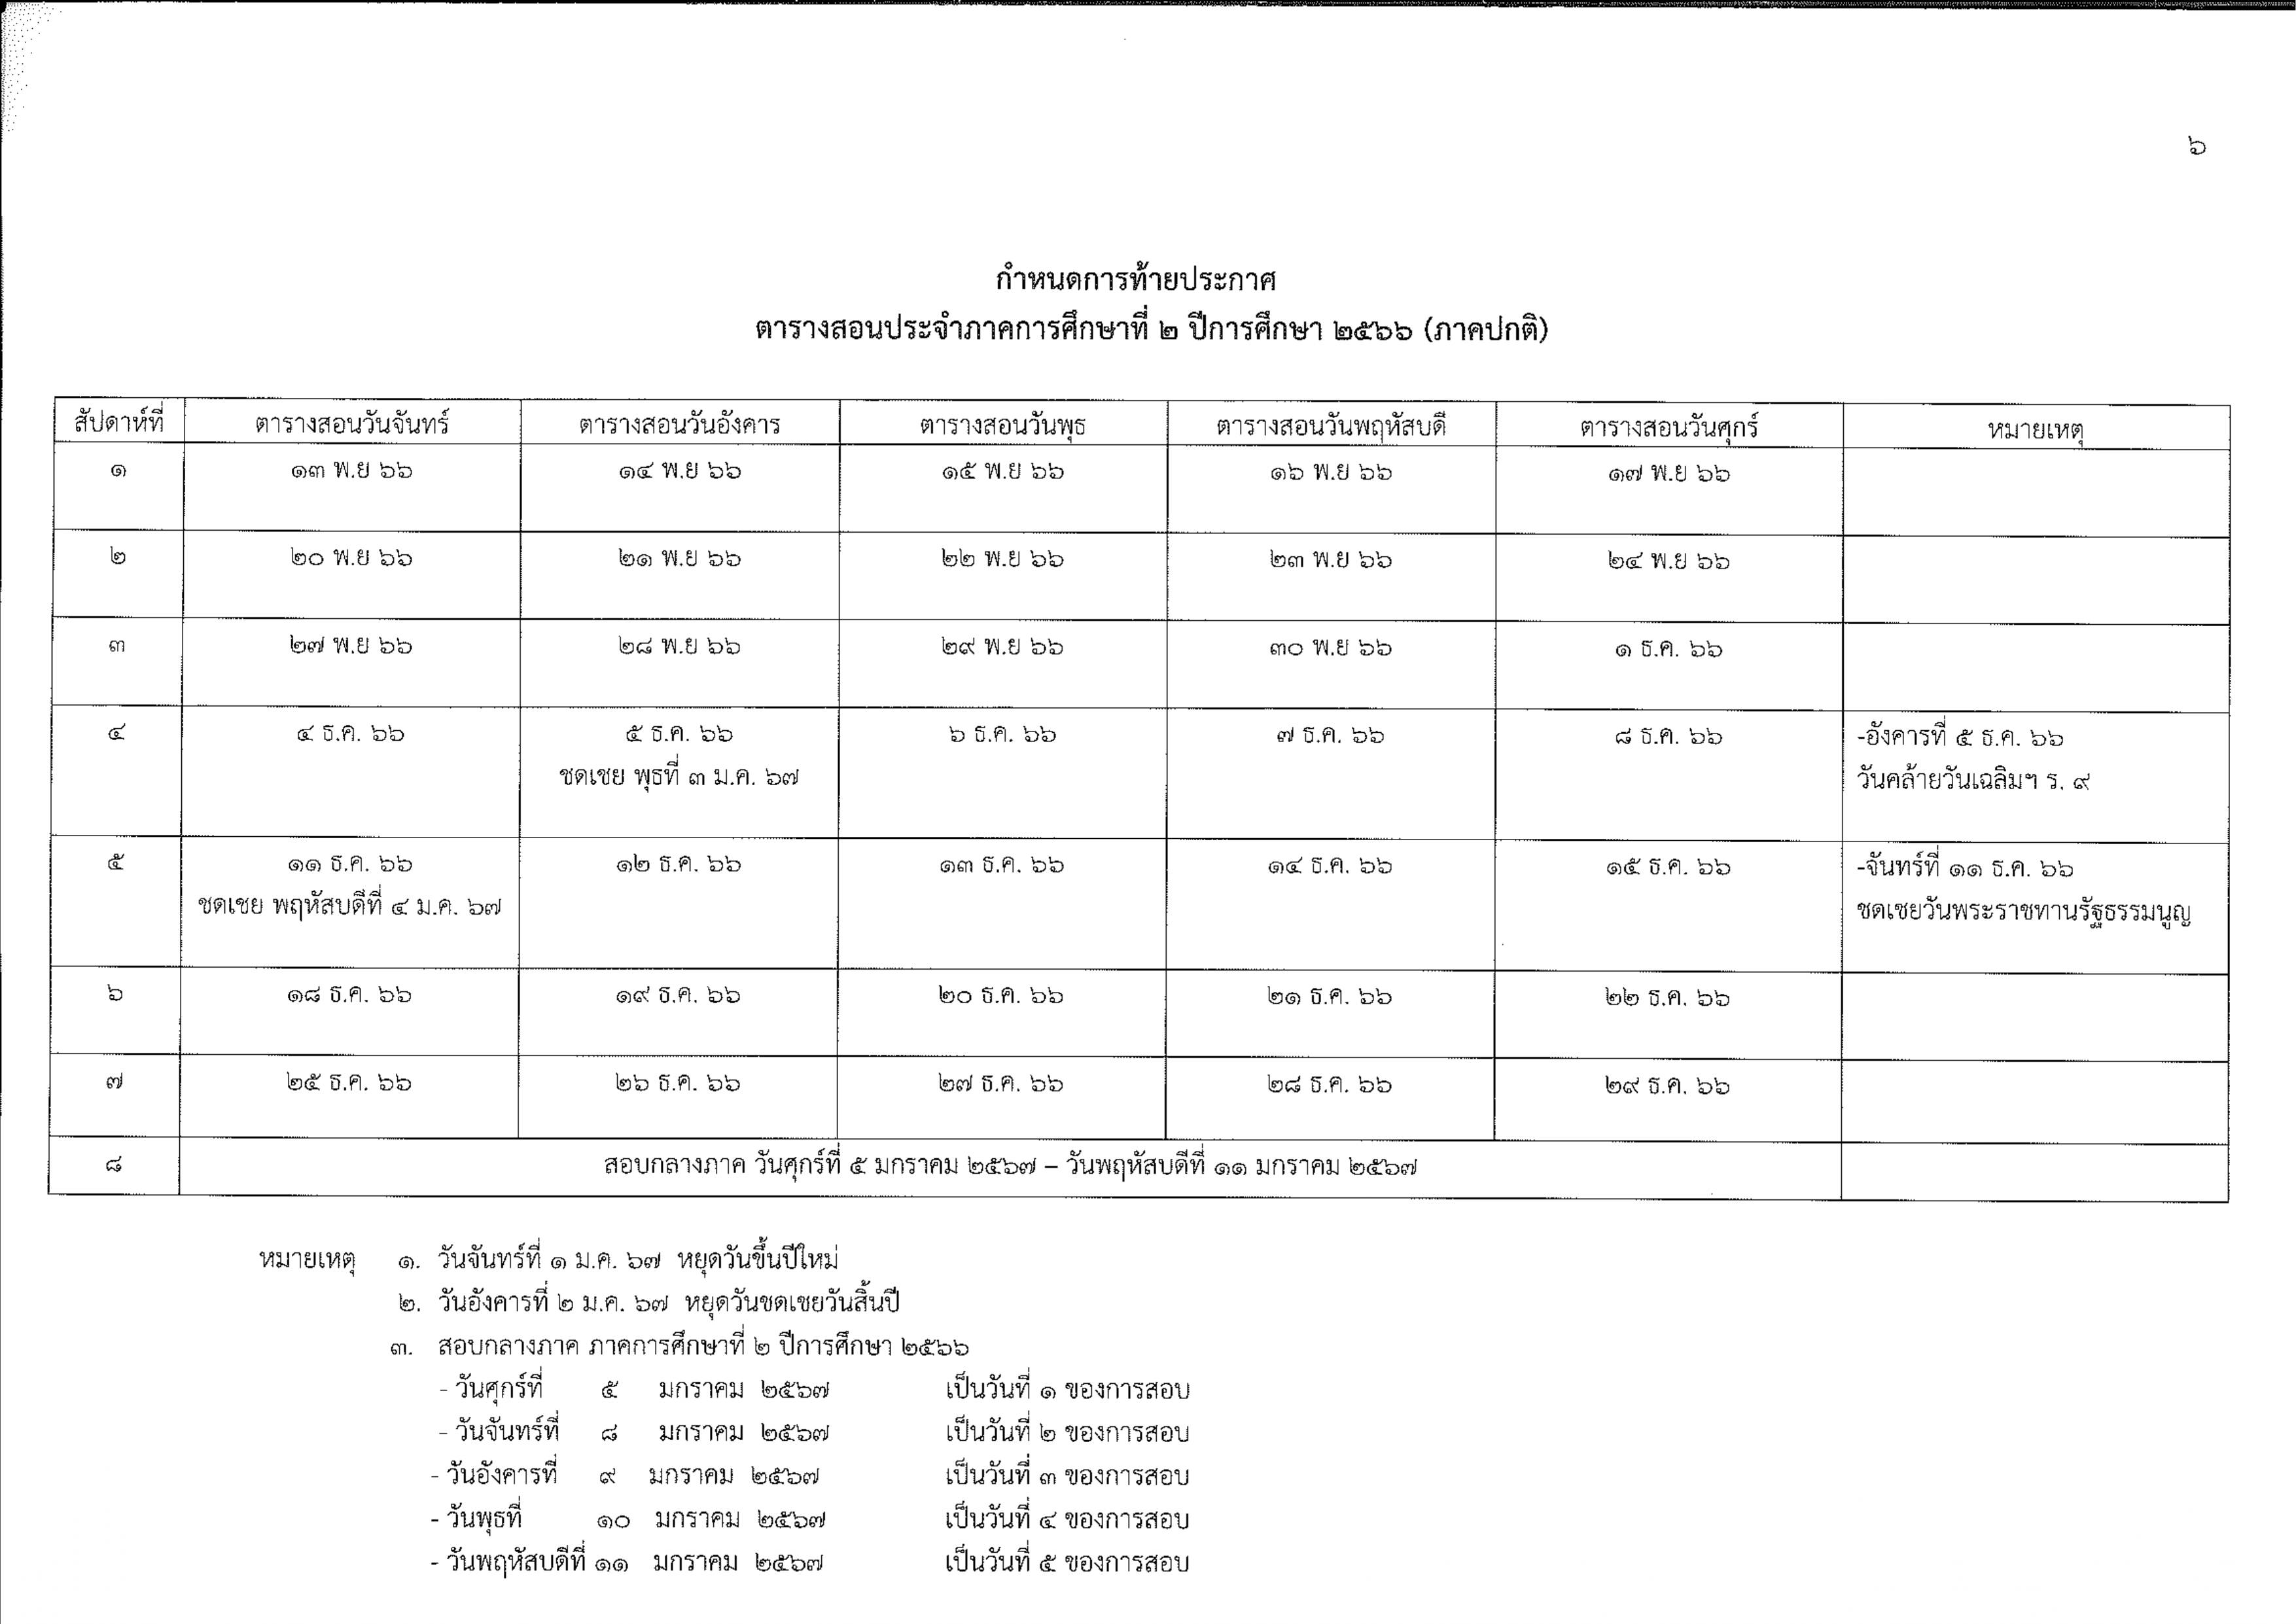 ๖
กำหนดการท้ายประกาศ
ตารางสอนประจำภาคการศึกษาที่ ๒ ปีการศึกษา ๒๕๖๖ (ภาคปกติ)
สัปดาห์ที่ ตารางสอนวันจันทร์ ตารางสอนวันอังคาร ตารางสอนวันพุธ ตารางสอนวันพฤหัสบดี ตารางสอนวันศุกร์ หมายเหตุ
๑ ๑๓ พ.ย ๖๖ ๑๔ พ.ย ๖๖ ๑๕ พ.ย ๖๖ ๑๖ พ.ย ๖๖ ๑๗ พ.ย ๖๖
๒ ๒๐ พ.ย ๖๖ ๒๑ พ.ย ๖๖ ๒๒ พ.ย ๖๖ ๒๓ พ.ย ๖๖ ๒๔ พ.ย ๖๖
๓ ๒๗ พ.ย ๖๖ ๒๘ พ.ย ๖๖ ๒๙ พ.ย ๖๖ ๓๐ พ.ย ๖๖ ๑ ธ.ค. ๖๖
๔ ๔ ธ.ค. ๖๖ ๕ ธ.ค. ๖๖ ๖ ธ.ค. ๖๖ ๗ ธ.ค. ๖๖ ๘ ธ.ค. ๖๖ -อังคารที่ ๕ ธ.ค. ๖๖
ชดเชย พุธที่ ๓ ม.ค. ๖๗ วันคล้ายวันเฉลิมฯ ร. ๙
๕ ๑๑ ธ.ค. ๖๖ ๑๒ ธ.ค. ๖๖ ๑๓ ธ.ค. ๖๖ ๑๔ ธ.ค. ๖๖ ๑๕ ธ.ค. ๖๖ -จันทร์ที่ ๑๑ ธ.ค. ๖๖
ชดเชย พฤหัสบดีที่ ๔ ม.ค. ๖๗ ชดเชยวันพระราชทานรัฐธรรมนูญ
๖ ๑๘ ธ.ค. ๖๖ ๑๙ ธ.ค. ๖๖ ๒๐ ธ.ค. ๖๖ ๒๑ ธ.ค. ๖๖ ๒๒ ธ.ค. ๖๖
๗ ๒๕ ธ.ค. ๖๖ ๒๖ ธ.ค. ๖๖ ๒๗ ธ.ค. ๖๖ ๒๘ ธ.ค. ๖๖ ๒๙ ธ.ค. ๖๖
๘ สอบกลางภาค วันศุกร์ที่ ๕ มกราคม ๒๕๖๗ – วันพฤหัสบดีที่ ๑๑ มกราคม ๒๕๖๗
หมายเหตุ ๑. วันจันทร์ที่ ๑ ม.ค. ๖๗ หยุดวันขึ้นปีใหม่
๒. วันอังคารที่ ๒ ม.ค. ๖๗ หยุดวันชดเชยวันสิ้นปี
๓. สอบกลางภาค ภาคการศึกษาที่ ๒ ปีการศึกษา ๒๕๖๖
- วันศุกร์ที่ ๕ มกราคม ๒๕๖๗ เป็นวันที่ ๑ ของการสอบ
- วันจันทร์ที่ ๘ มกราคม ๒๕๖๗ เป็นวันที่ ๒ ของการสอบ
- วันอังคารที่ ๙ มกราคม ๒๕๖๗ เป็นวันที่ ๓ ของการสอบ
- วันพุธที่ ๑๐ มกราคม ๒๕๖๗ เป็นวันที่ ๔ ของการสอบ
- วันพฤหัสบดีที่ ๑๑ มกราคม ๒๕๖๗ เป็นวันที่ ๕ ของการสอบ